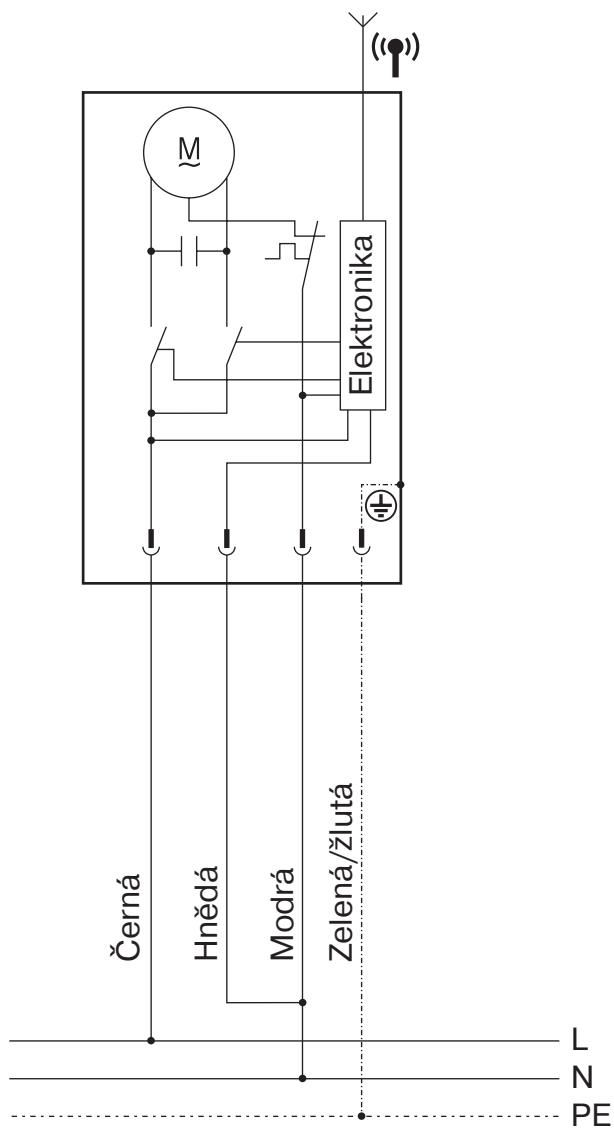 M
Elektronika
Černá
Hnědá
Modrá
Zelená/žlutá
L
N
PE